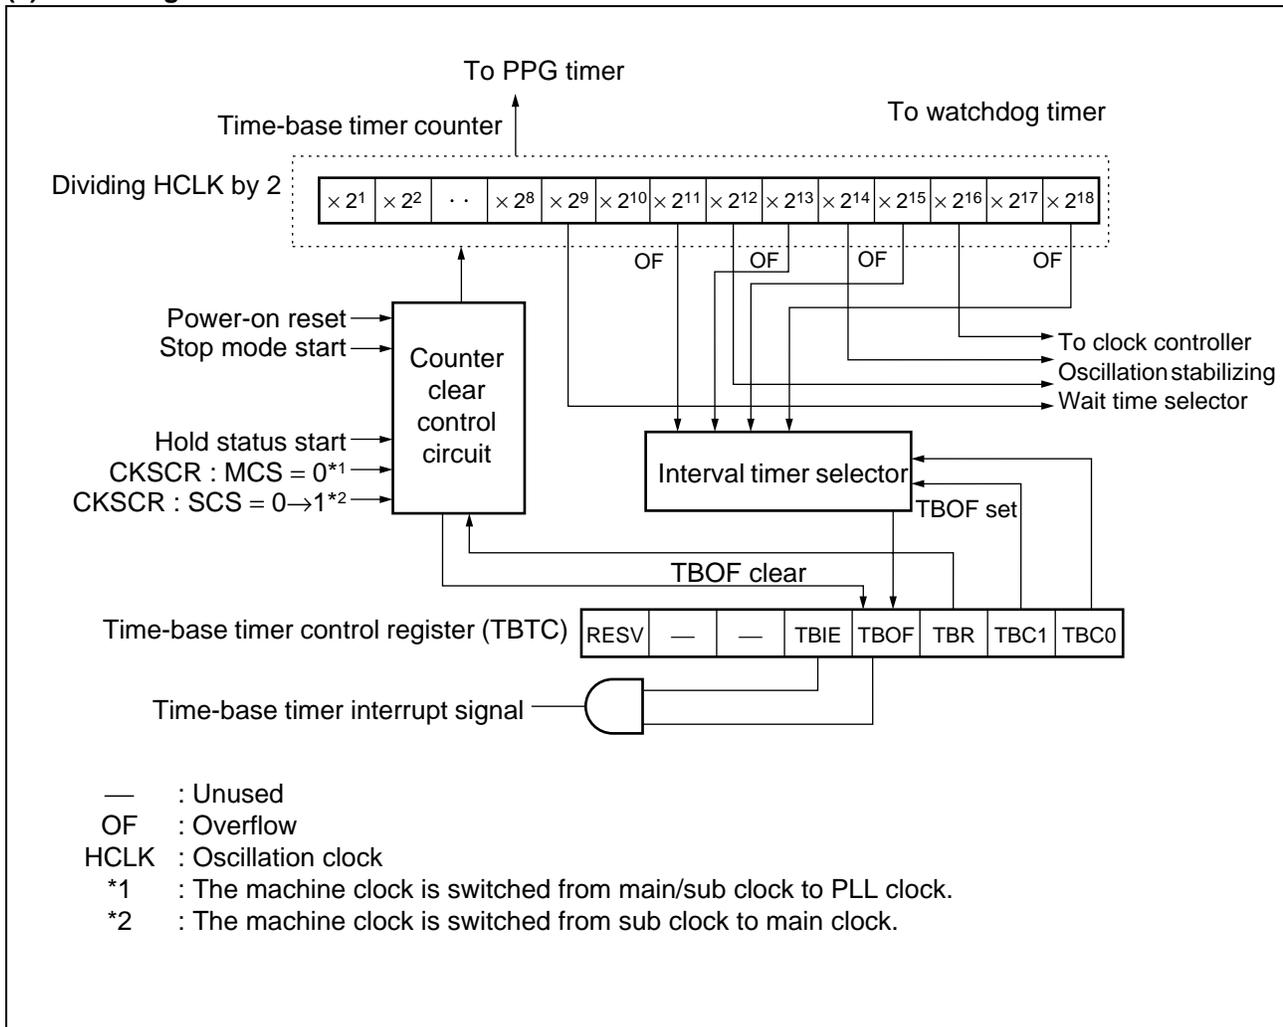 To PPG timer
To watchdog timer
Time-base timer counter
Dividing HCLK by 2
× 2¹ × 2² · · × 2⁸ × 2⁹ × 2¹⁰ × 2¹¹ × 2¹² × 2¹³ × 2¹⁴ × 2¹⁵ × 2¹⁶ × 2¹⁷ × 2¹⁸
OF OF OF OF
Power-on reset
Stop mode start
Hold status start
CKSCR : MCS = 0*1
CKSCR : SCS = 0→1*2
Counter
clear
control
circuit
To clock controller
Oscillation stabilizing
Wait time selector
Interval timer selector
TBOF set
TBOF clear
Time-base timer control register (TBTC)
RESV — — TBIE TBOF TBR TBC1 TBC0
Time-base timer interrupt signal
— : Unused
OF : Overflow
HCLK : Oscillation clock
*1 : The machine clock is switched from main/sub clock to PLL clock.
*2 : The machine clock is switched from sub clock to main clock.